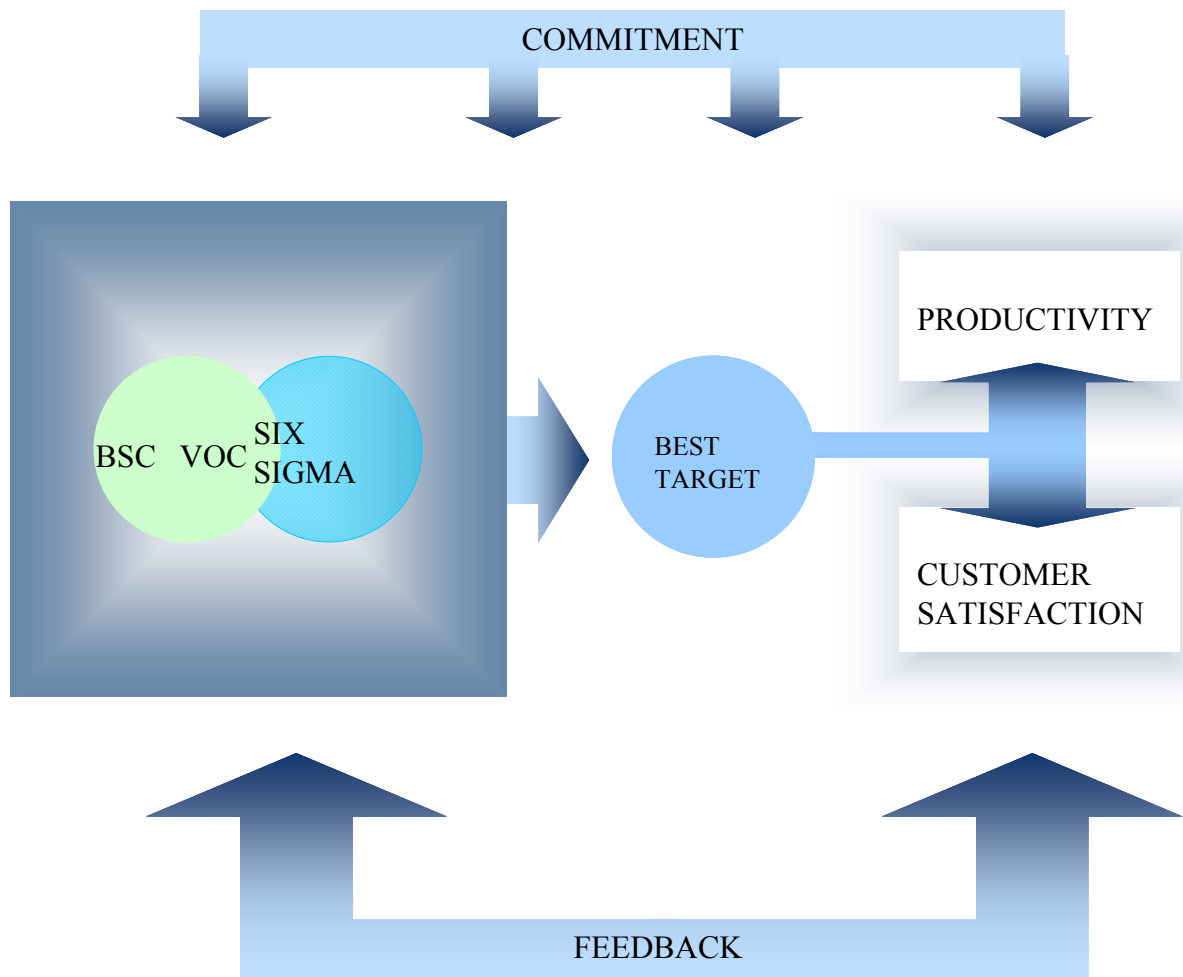 COMMITMENT
PRODUCTIVITY
BSC VOC
SIX
SIGMA
BEST
TARGET
CUSTOMER
SATISFACTION
FEEDBACK